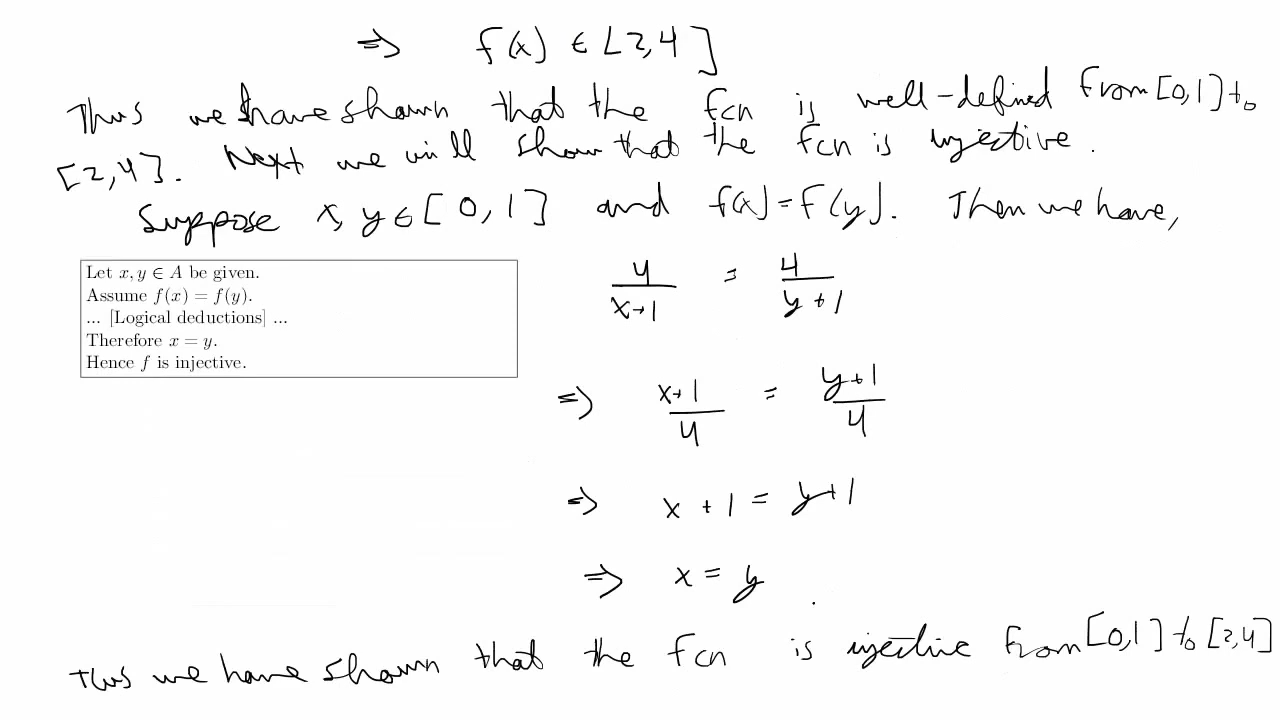 ⇒ f(x) ∈ [2,4]
Thus we have shown that the fcn is well-defined from [0,1] to
[2,4]. Next we will show that the fcn is injective.
Suppose x, y ∈ [0,1] and f(x) = f(y). Then we have,
Let x, y ∈ A be given.
Assume f(x) = f(y).
... [Logical deductions] ...
Therefore x = y.
Hence f is injective.
4/(x+1) = 4/(y+1)
⇒ (x+1)/4 = (y+1)/4
⇒ x + 1 = y+1
⇒ x = y .
Thus we have shown that the fcn is injective from [0,1] to [2,4]